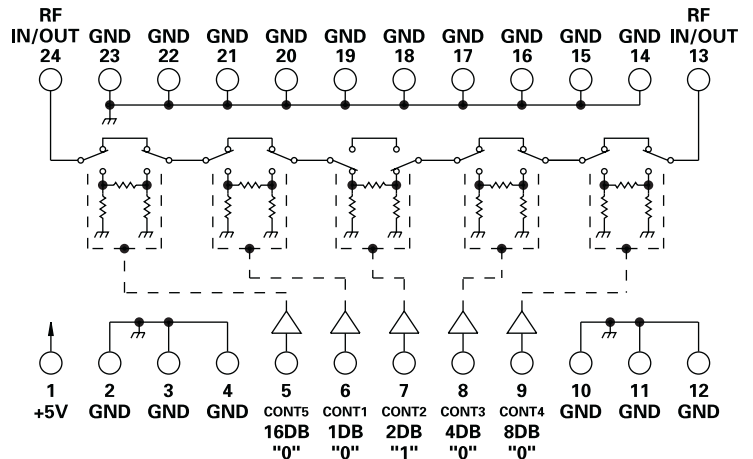 RF RF
IN/OUT GND GND GND GND GND GND GND GND GND GND IN/OUT
24 23 22 21 20 19 18 17 16 15 14 13
1 2 3 4 5 6 7 8 9 10 11 12
+5V GND GND GND CONT5 CONT1 CONT2 CONT3 CONT4 GND GND GND
16DB 1DB 2DB 4DB 8DB
"0" "0" "1" "0" "0"